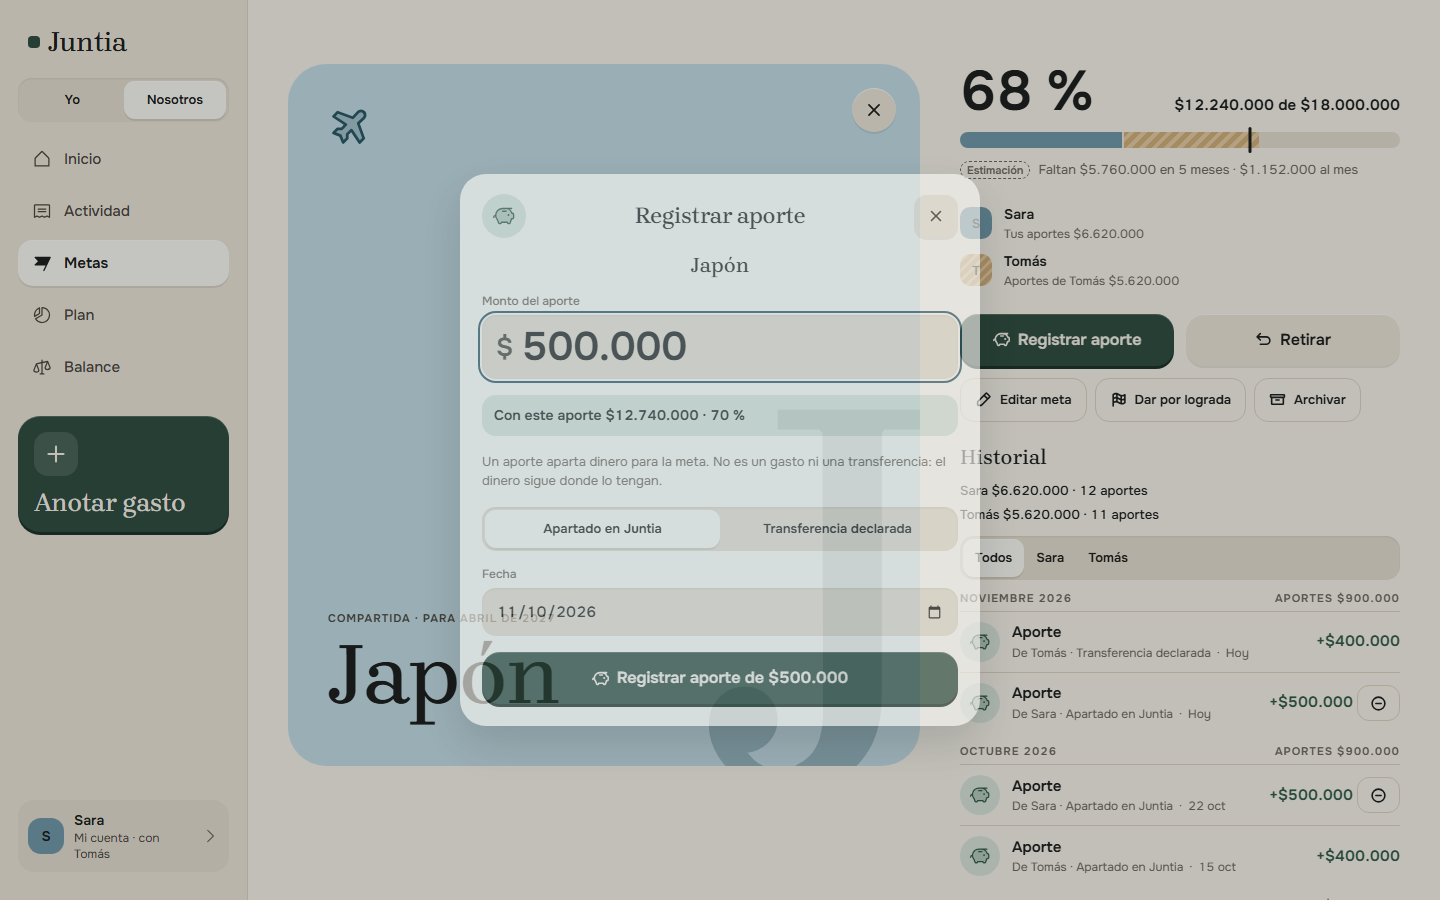 Juntia
Yo
Nosotros
Inicio
Actividad
Metas
Plan
Balance
Anotar gasto
S
Sara
Mi cuenta · con
Tomás
COMPARTIDA · PARA ABRIL DE 2027
Japón
J
Registrar aporte
Japón
Monto del aporte
$ 500.000
Con este aporte $12.740.000 · 70 %
Un aporte aparta dinero para la meta. No es un gasto ni una transferencia: el
dinero sigue donde lo tengan.
Apartado en Juntia
Transferencia declarada
Fecha
11/10/2026
Registrar aporte de $500.000
68 %
$12.240.000 de $18.000.000
Estimación
Faltan $5.760.000 en 5 meses · $1.152.000 al mes
S
Sara
Tus aportes $6.620.000
T
Tomás
Aportes de Tomás $5.620.000
Registrar aporte
Retirar
Editar meta
Dar por lograda
Archivar
Historial
Sara $6.620.000 · 12 aportes
Tomás $5.620.000 · 11 aportes
Todos
Sara
Tomás
NOVIEMBRE 2026
APORTES $900.000
Aporte
+$400.000
De Tomás · Transferencia declarada · Hoy
Aporte
+$500.000
De Sara · Apartado en Juntia · Hoy
OCTUBRE 2026
APORTES $900.000
Aporte
+$500.000
De Sara · Apartado en Juntia · 22 oct
Aporte
+$400.000
De Tomás · Apartado en Juntia · 15 oct